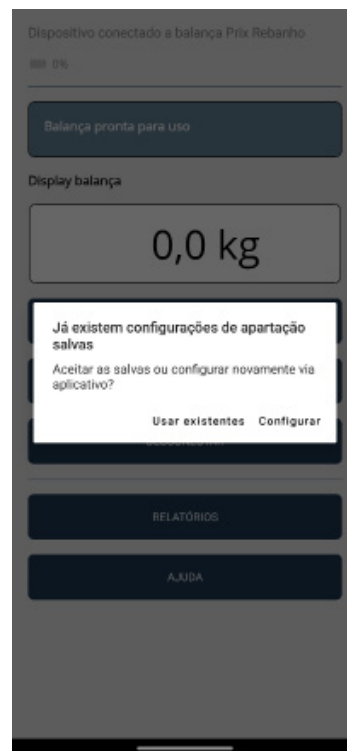 Dispositivo conectado a balança Prix Rebanho
0%
Balança pronta para uso
Display balança
0,0 kg
Já existem configurações de apartação
salvas
Aceitar as salvas ou configurar novamente via
aplicativo?
Usar existentes Configurar
RELATÓRIOS
AJUDA